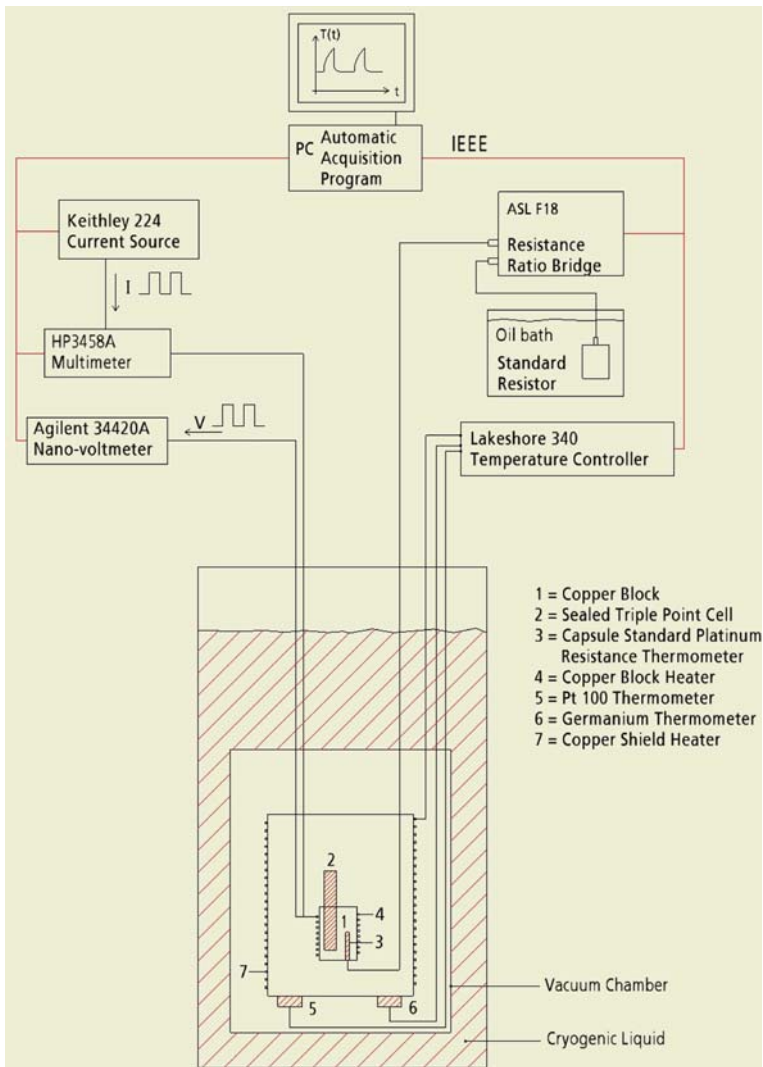 T(t)
t
PC Automatic
Acquisition
Program
IEEE
Keithley 224
Current Source
I
HP3458A
Multimeter
V
Agilent 34420A
Nano-voltmeter
ASL F18
Resistance
Ratio Bridge
Oil bath
Standard
Resistor
Lakeshore 340
Temperature Controller
1 = Copper Block
2 = Sealed Triple Point Cell
3 = Capsule Standard Platinum
Resistance Thermometer
4 = Copper Block Heater
5 = Pt 100 Thermometer
6 = Germanium Thermometer
7 = Copper Shield Heater
2
1
4
3
7
5
6
Vacuum Chamber
Cryogenic Liquid